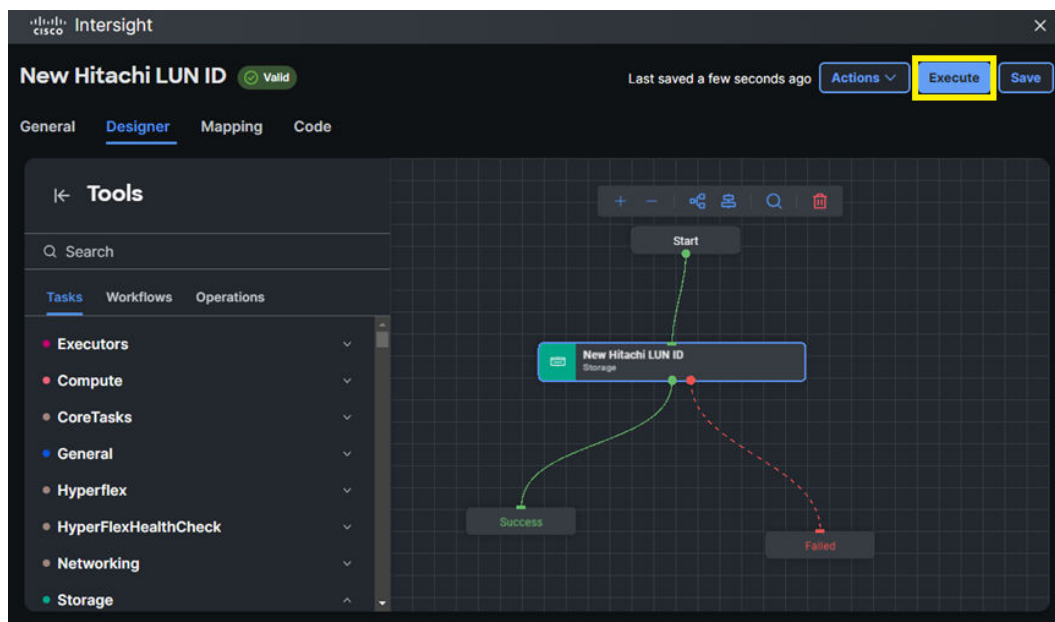 cisco Intersight
New Hitachi LUN ID Valid
Last saved a few seconds ago Actions Execute Save
General Designer Mapping Code
Tools
Search
Tasks Workflows Operations
Executors
Compute
CoreTasks
General
Hyperflex
HyperFlexHealthCheck
Networking
Storage
Start
New Hitachi LUN ID
Storage
Success
Failed